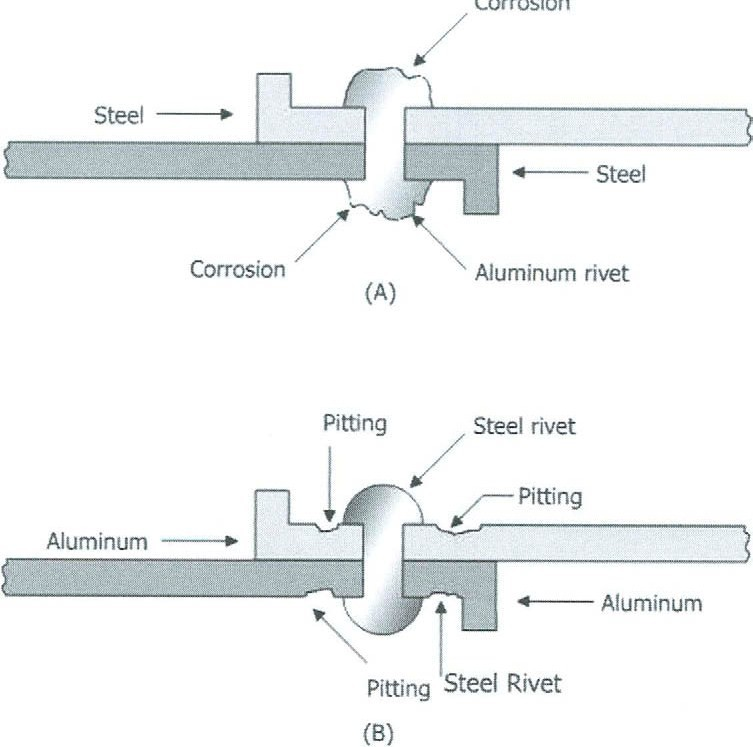 Corrosion
Steel
Steel
Corrosion
Aluminum rivet
(A)
Pitting
Steel rivet
Pitting
Aluminum
Aluminum
Pitting
Steel Rivet
(B)